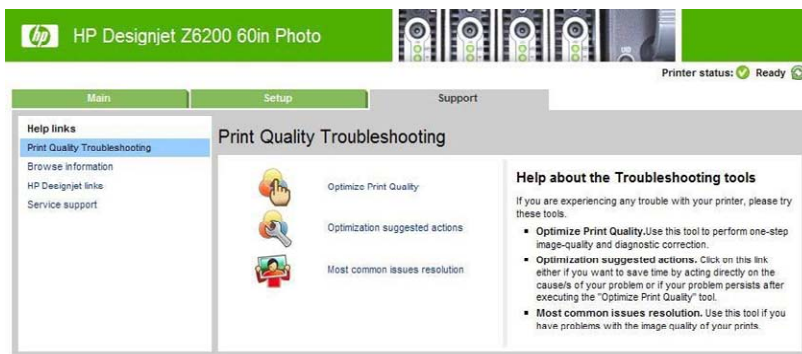 hp HP Designjet Z6200 60in Photo
UID
Printer status: Ready
Main Setup Support
Help links
Print Quality Troubleshooting
Browse information
HP Designjet links
Service support
Print Quality Troubleshooting
Optimize Print Quality
Optimization suggested actions
Most common issues resolution
Help about the Troubleshooting tools
If you are experiencing any trouble with your printer, please try
these tools.
Optimize Print Quality.Use this tool to perform one-step
image-quality and diagnostic correction.
Optimization suggested actions. Click on this link
either if you want to save time by acting directly on the
cause/s of your problem or if your problem persists after
executing the "Optimize Print Quality" tool.
Most common issues resolution. Use this tool if you
have problems with the image quality of your prints.